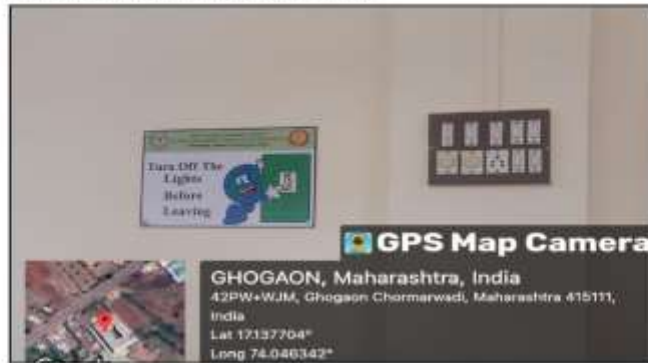 Turn Off The
Lights
Before
Leaving
GPS Map Camera
GHOGAON, Maharashtra, India
42PW+WJM, Ghogaon Chormarwadi, Maharashtra 415111,
India
Lat 17.137704°
Long 74.046342°